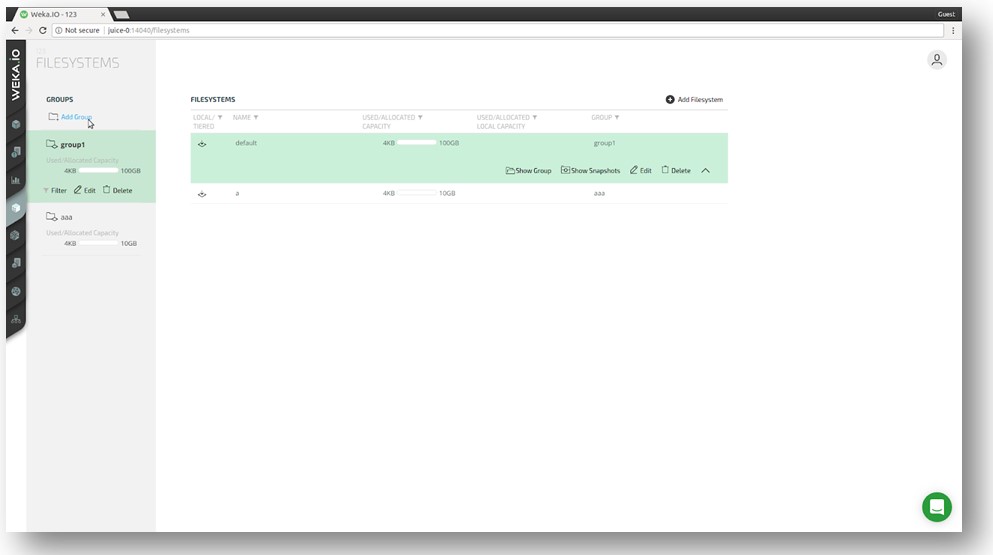 Weka.IO - 123
Guest
Not secure | juice-0:14040/filesystems
WEKA.iO
FILESYSTEMS
GROUPS
Add Group
group1
Used/Allocated Capacity
4KB 100GB
Filter Edit Delete
aaa
Used/Allocated Capacity
4KB 10GB
FILESYSTEMS
Add Filesystem
LOCAL/ NAME USED/ALLOCATED USED/ALLOCATED GROUP
TIERED CAPACITY LOCAL CAPACITY
default 4KB 100GB group1
Show Group Show Snapshots Edit Delete
a 4KB 10GB aaa